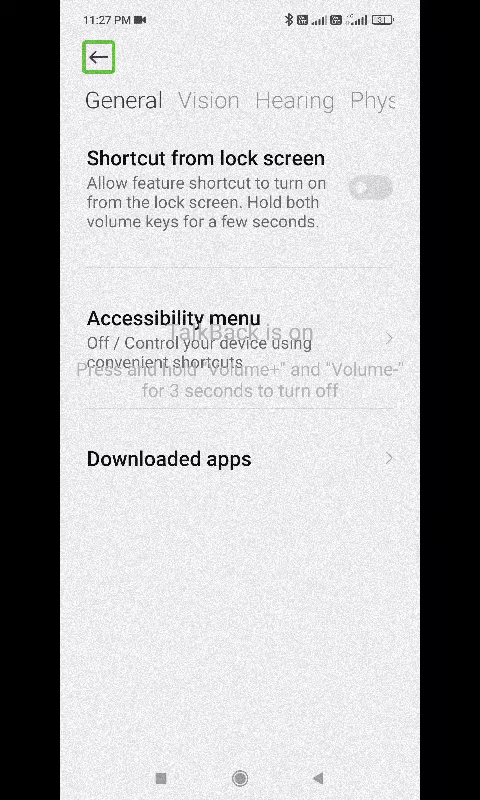 11:27 PM
31
General Vision Hearing Phys
Shortcut from lock screen
Allow feature shortcut to turn on
from the lock screen. Hold both
volume keys for a few seconds.
Accessibility menu
TalkBack is on
Off / Control your device using
convenient shortcuts
Press and hold "Volume+" and "Volume-"
for 3 seconds to turn off
Downloaded apps